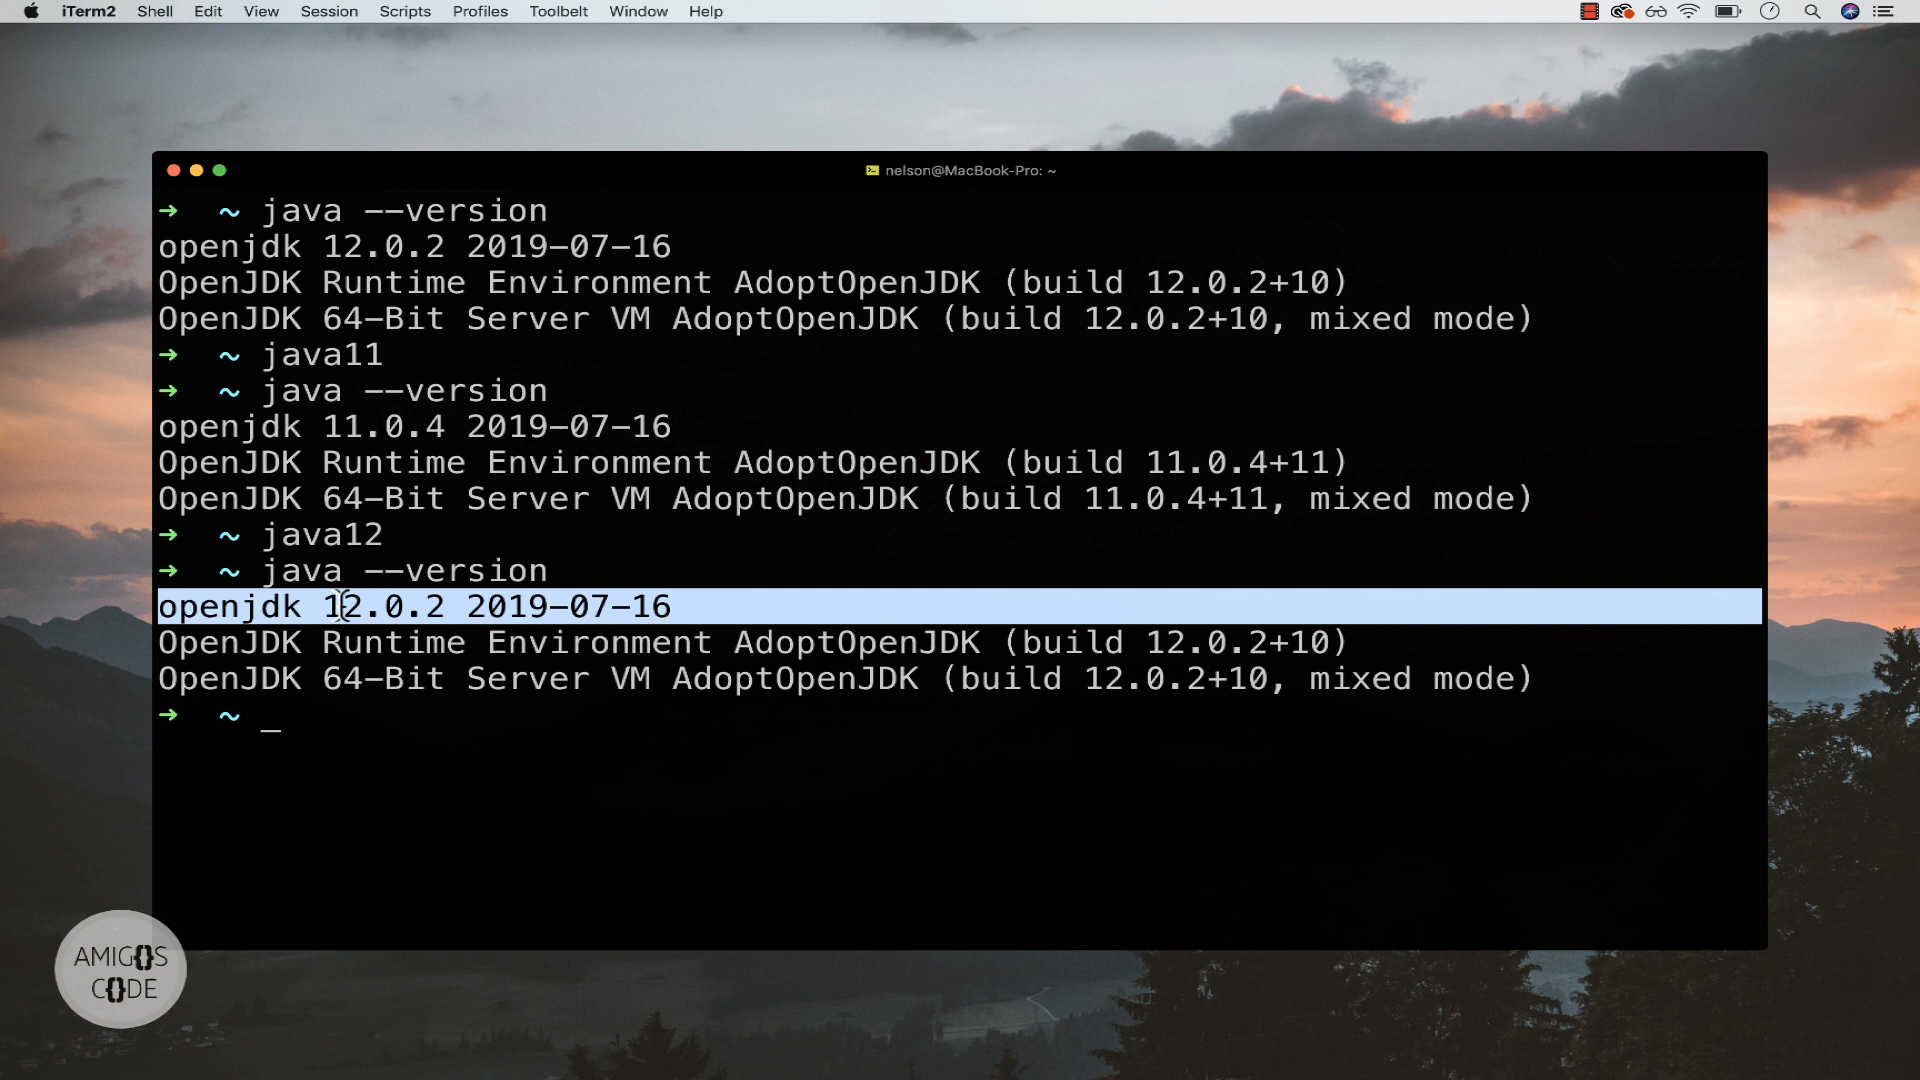 iTerm2 Shell Edit View Session Scripts Profiles Toolbelt Window Help
nelson@MacBook-Pro: ~
→ ~ java --version
openjdk 12.0.2 2019-07-16
OpenJDK Runtime Environment AdoptOpenJDK (build 12.0.2+10)
OpenJDK 64-Bit Server VM AdoptOpenJDK (build 12.0.2+10, mixed mode)
→ ~ java11
→ ~ java --version
openjdk 11.0.4 2019-07-16
OpenJDK Runtime Environment AdoptOpenJDK (build 11.0.4+11)
OpenJDK 64-Bit Server VM AdoptOpenJDK (build 11.0.4+11, mixed mode)
→ ~ java12
→ ~ java --version
openjdk 12.0.2 2019-07-16
OpenJDK Runtime Environment AdoptOpenJDK (build 12.0.2+10)
OpenJDK 64-Bit Server VM AdoptOpenJDK (build 12.0.2+10, mixed mode)
→ ~ _
AMIG{}S
C{}DE